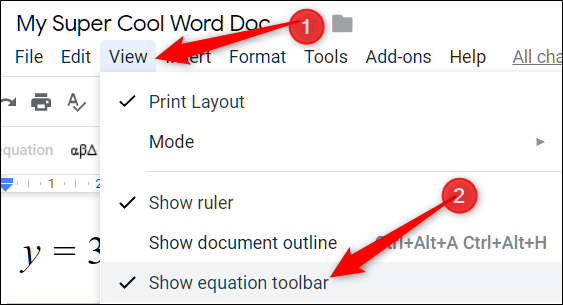 My Super Cool Word Doc
1
File Edit View Insert Format Tools Add-ons Help All cha
Print Layout
equation αβΔ
Mode
1
2
Show ruler
y = 3
Show document outline Ctrl+Alt+A Ctrl+Alt+H
Show equation toolbar